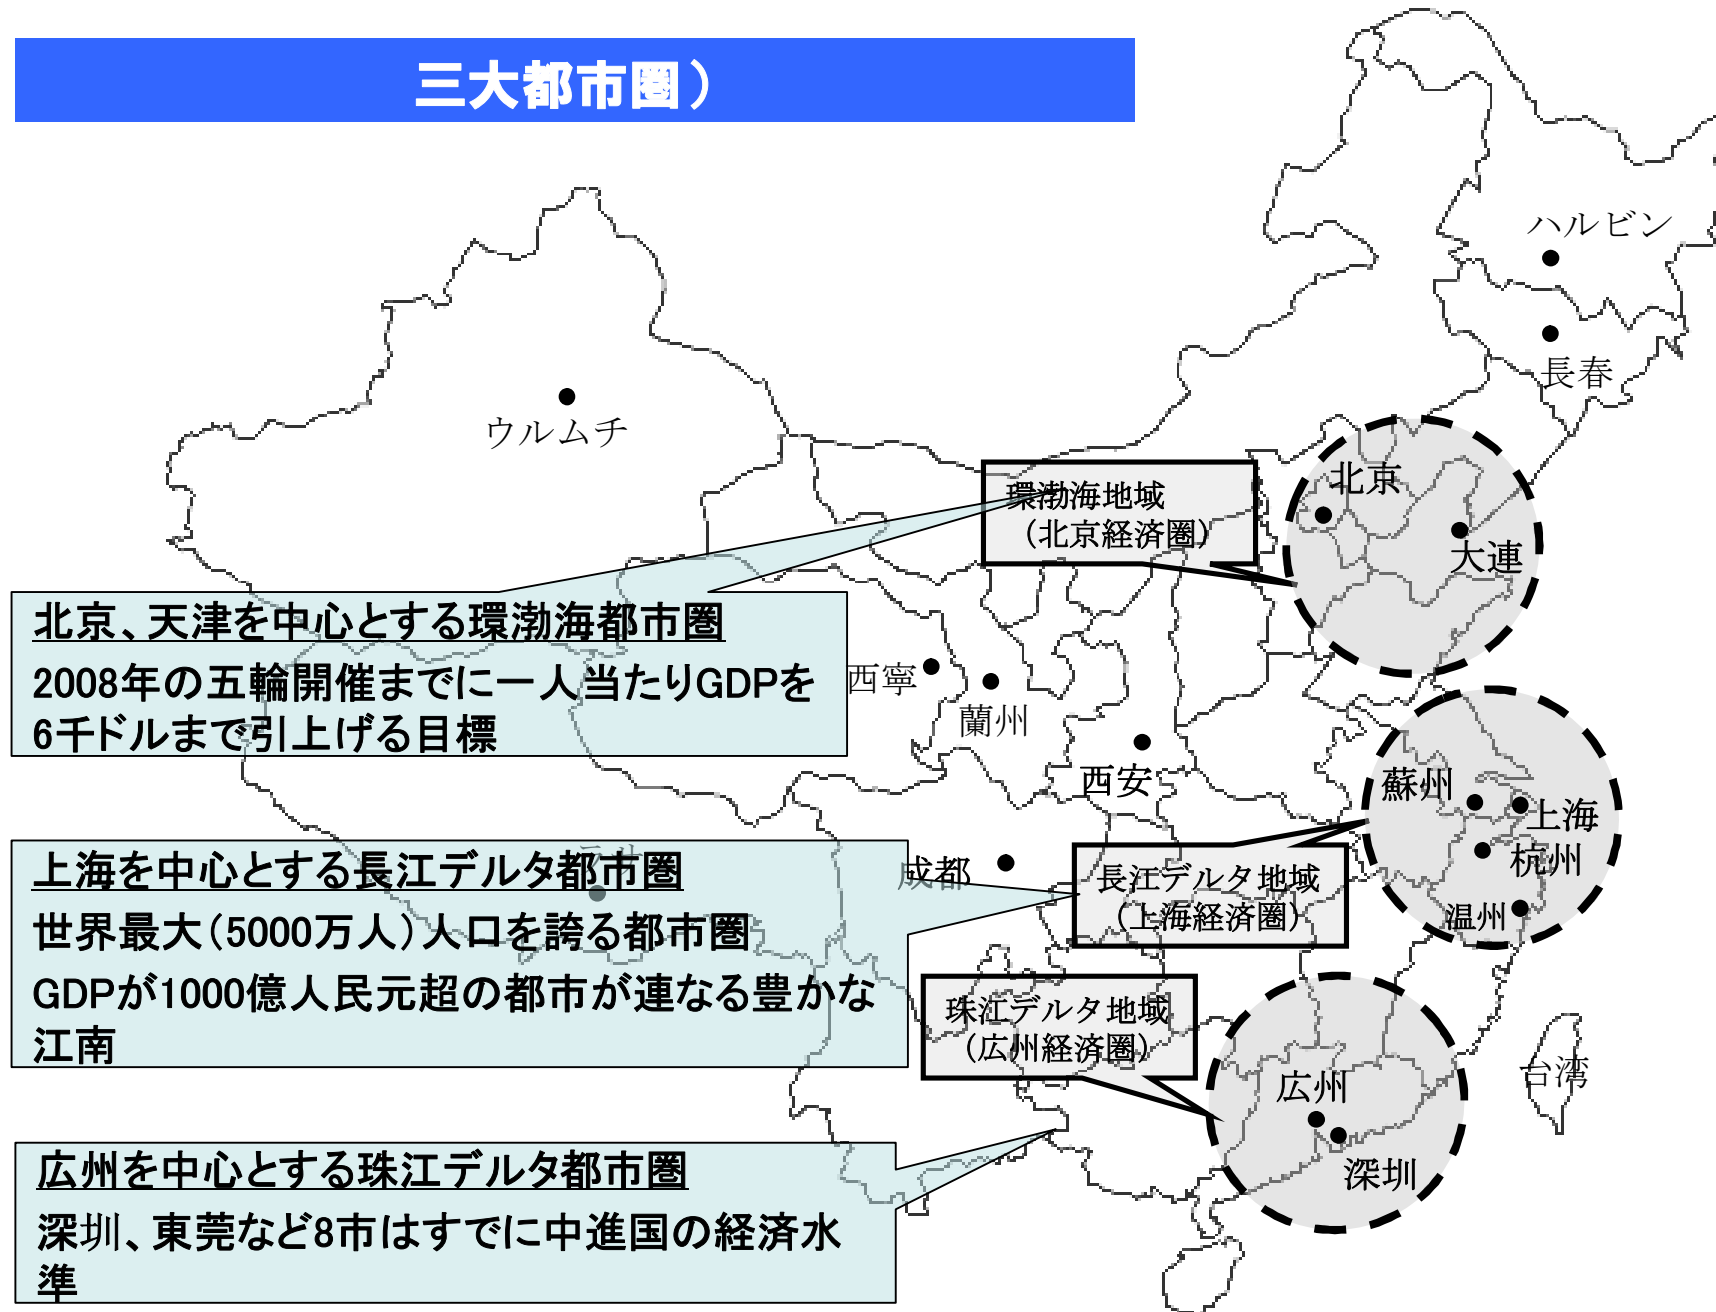 三大都市圏）
ハルビン
長春
ウルムチ
北京
大連
環渤海地域
（北京経済圏）
北京、天津を中心とする環渤海都市圏
2008年の五輪開催までに一人当たりGDPを
6千ドルまで引上げる目標
西寧
蘭州
西安
蘇州
上海
杭州
温州
成都
ラサ
長江デルタ地域
（上海経済圏）
上海を中心とする長江デルタ都市圏
世界最大（5000万人）人口を誇る都市圏
GDPが1000億人民元超の都市が連なる豊かな
江南
珠江デルタ地域
（広州経済圏）
広州
深圳
台湾
広州を中心とする珠江デルタ都市圏
深圳、東莞など8市はすでに中進国の経済水
準